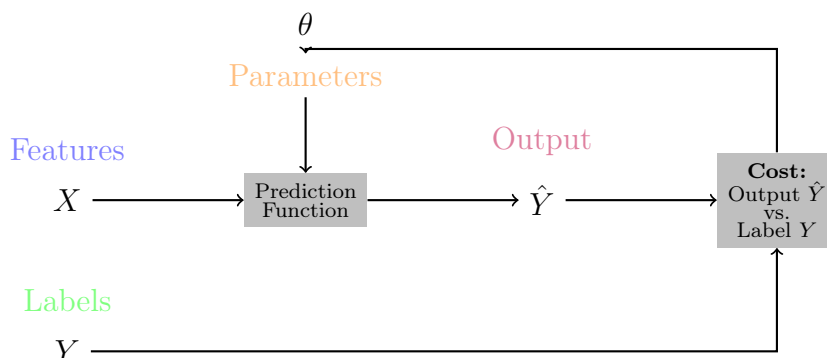 θ
Parameters
Features
Output
X
Prediction
Function
Ŷ
Cost:
Output Ŷ
vs.
Label Y
Labels
Y